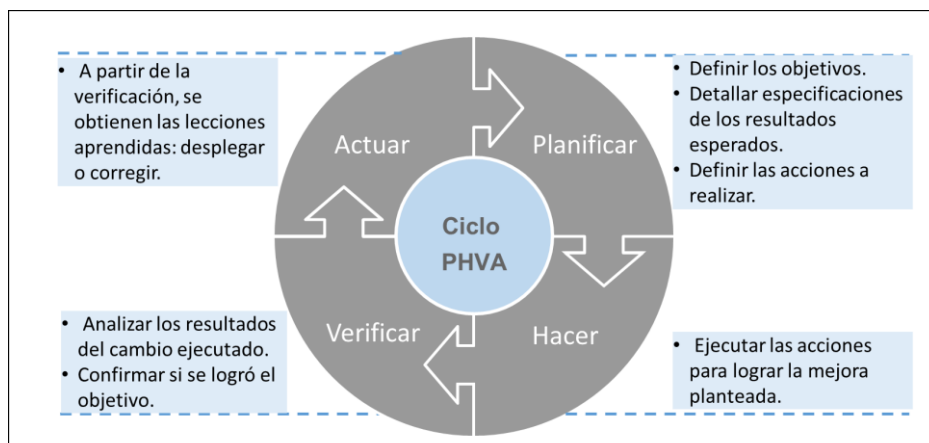 • A partir de la
verificación, se
obtienen las lecciones
aprendidas: desplegar
o corregir.
Actuar
Planificar
• Definir los objetivos.
• Detallar especificaciones
de los resultados
esperados.
• Definir las acciones a
realizar.
Ciclo
PHVA
• Analizar los resultados
del cambio ejecutado.
• Confirmar si se logró el
objetivo.
Verificar
Hacer
• Ejecutar las acciones
para lograr la mejora
planteada.